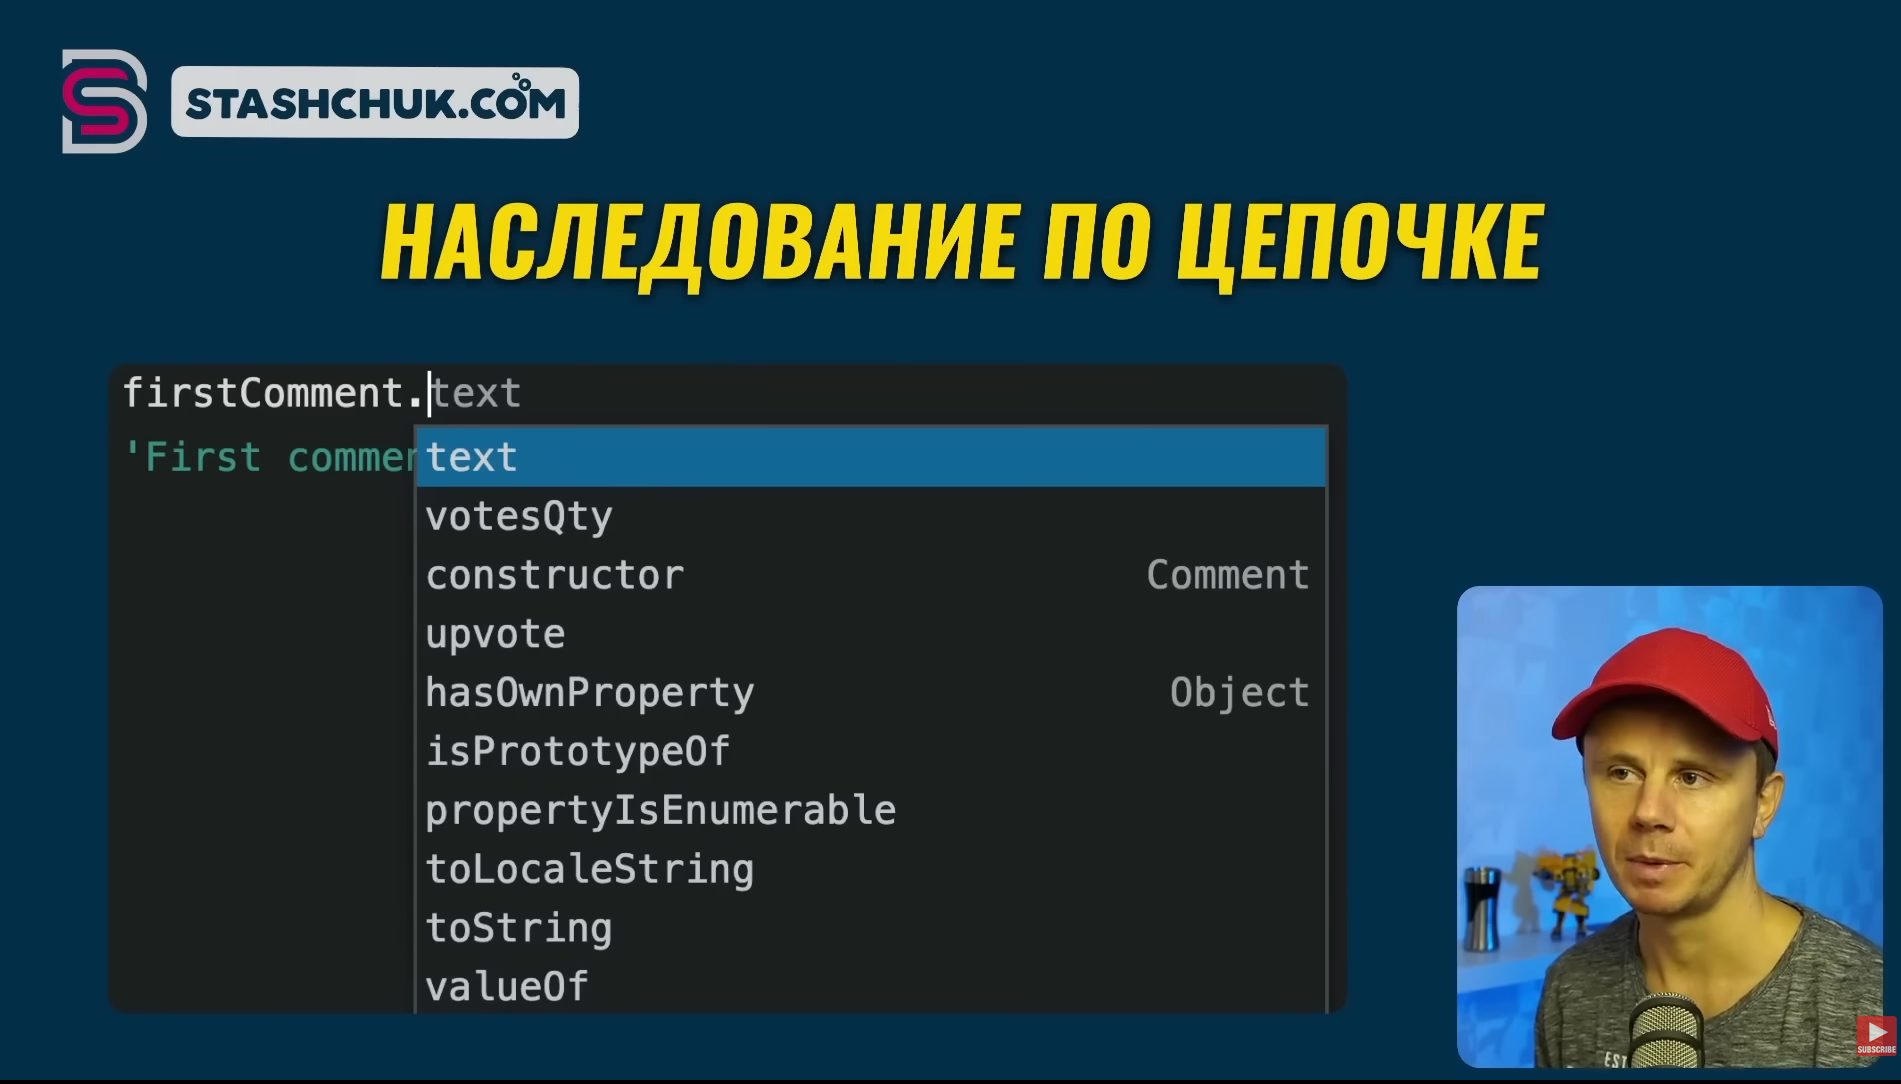 STASHCHUK.COM
НАСЛЕДОВАНИЕ ПО ЦЕПОЧКЕ
firstComment.text
'First commen
text
votesQty
constructor Comment
upvote
hasOwnProperty Object
isPrototypeOf
propertyIsEnumerable
toLocaleString
toString
valueOf
EST
SUBSCRIBE